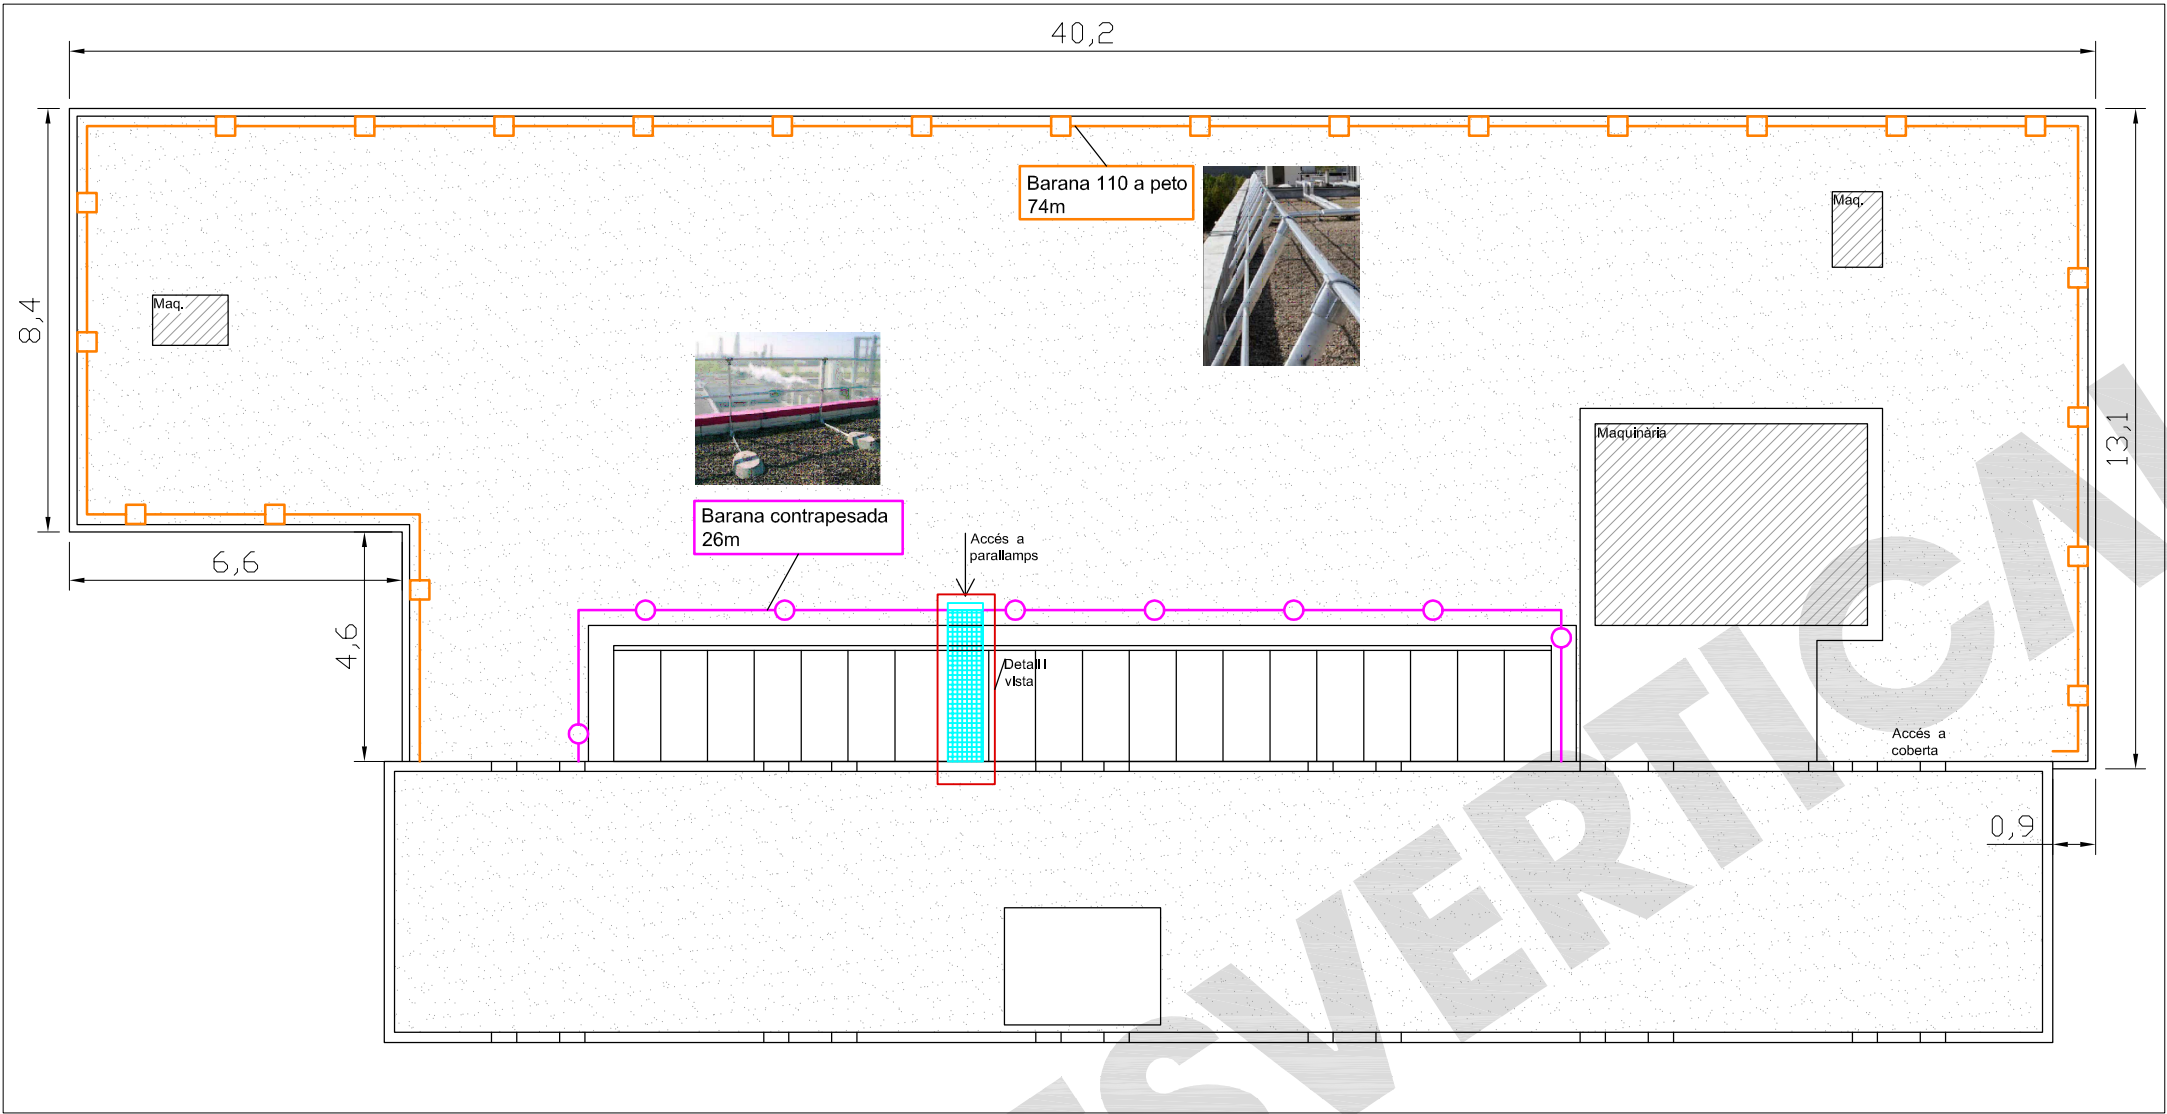 40,2
Barana 110 a peto
74m
Maq.
Maq.
8,4
13,1
Maquinària
Barana contrapesada
26m
Accés a
parallamps
6,6
4,6
Detall I
vista
Accés a
coberta
0,9
SVERTICA